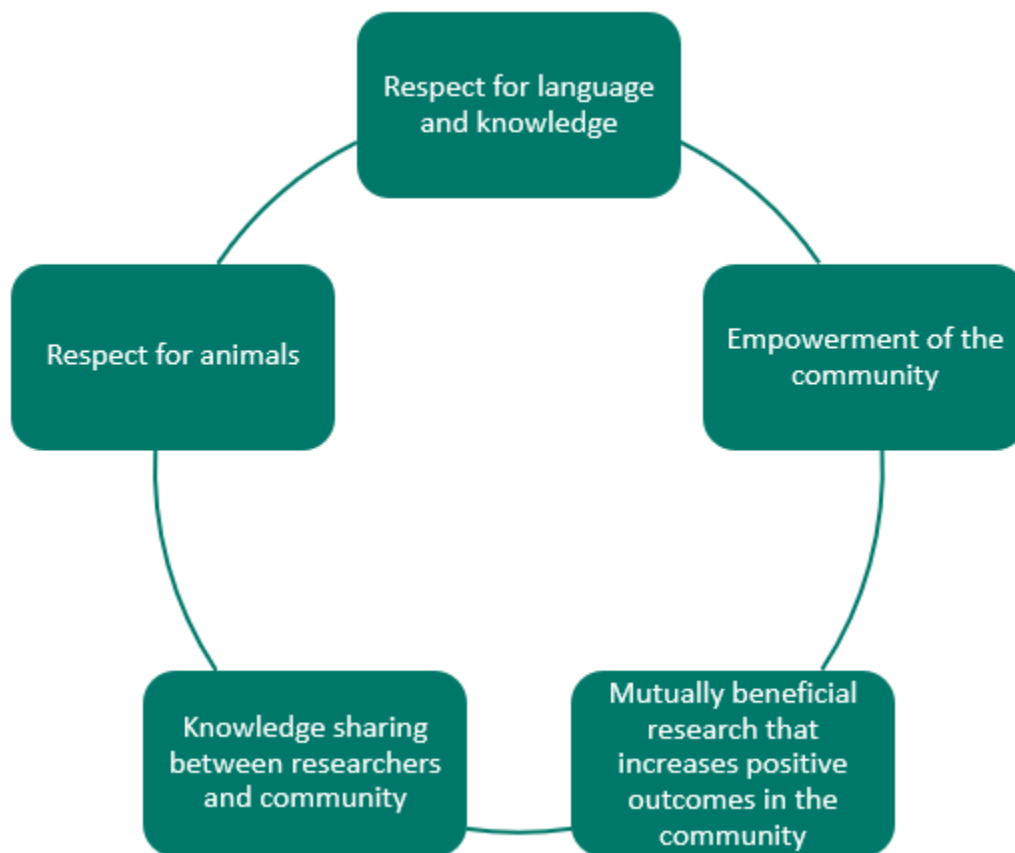 Respect for language
and knowledge
Empowerment of the
community
Mutually beneficial
research that
increases positive
outcomes in the
community
Knowledge sharing
between researchers
and community
Respect for animals